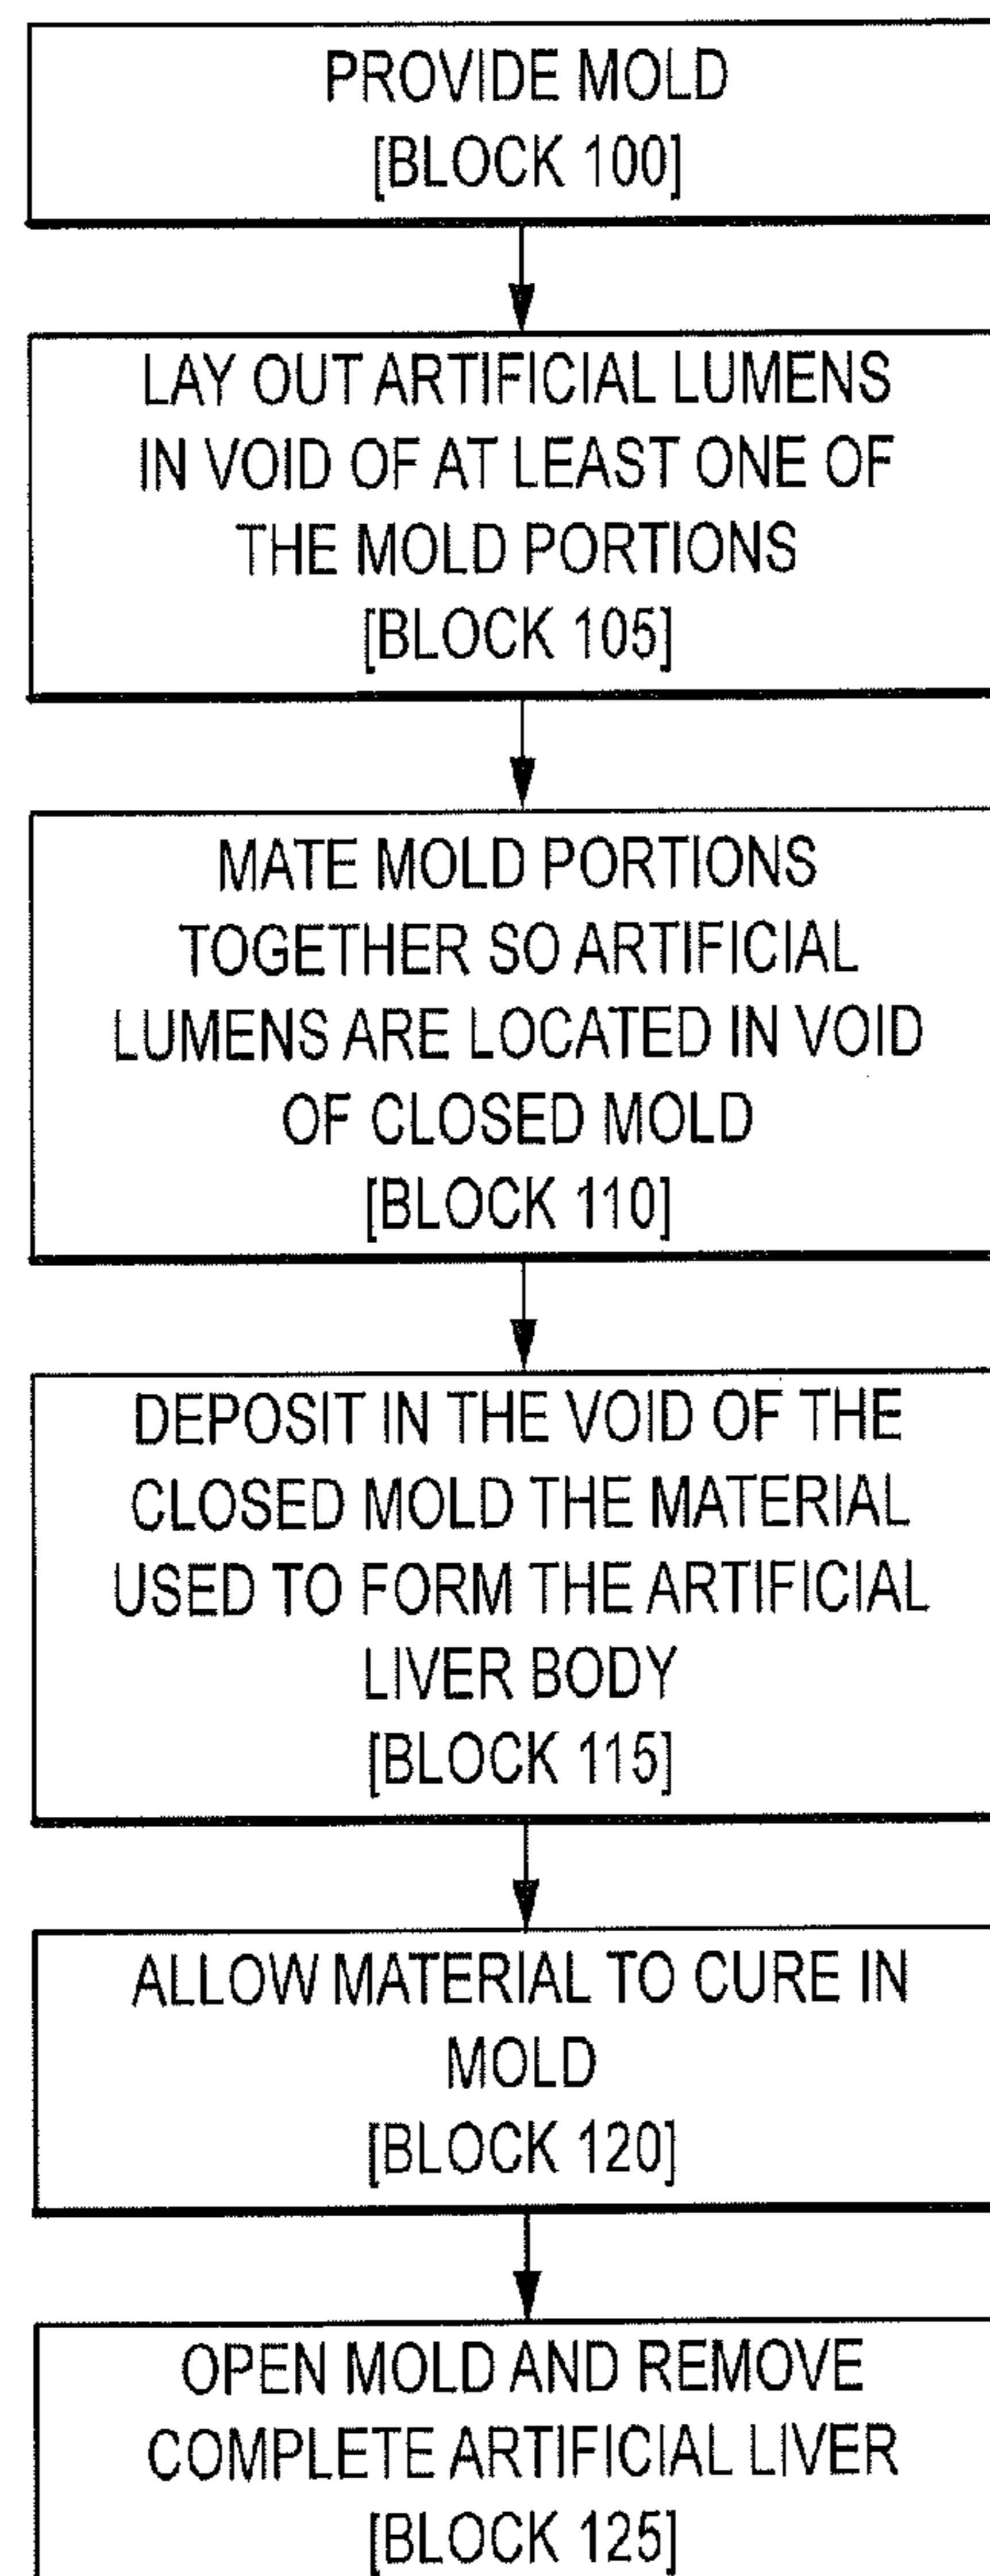 PROVIDE MOLD
[BLOCK 100]
LAY OUT ARTIFICIAL LUMENS
IN VOID OF AT LEAST ONE OF
THE MOLD PORTIONS
[BLOCK 105]
MATE MOLD PORTIONS
TOGETHER SO ARTIFICIAL
LUMENS ARE LOCATED IN VOID
OF CLOSED MOLD
[BLOCK 110]
DEPOSIT IN THE VOID OF THE
CLOSED MOLD THE MATERIAL
USED TO FORM THE ARTIFICIAL
LIVER BODY
[BLOCK 115]
ALLOW MATERIAL TO CURE IN
MOLD
[BLOCK 120]
OPEN MOLD AND REMOVE
COMPLETE ARTIFICIAL LIVER
[BLOCK 125]